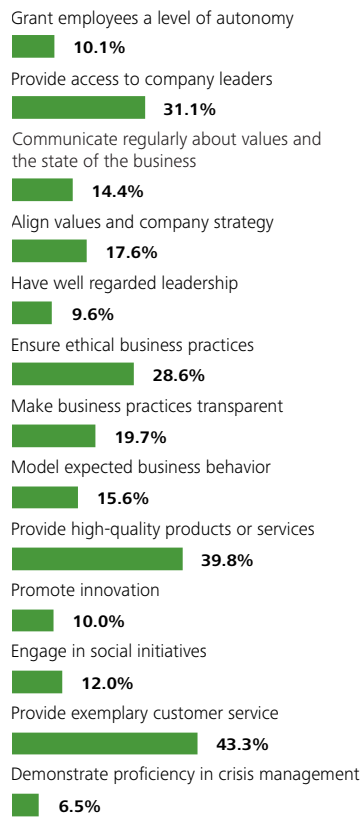 Grant employees a level of autonomy
10.1%
Provide access to company leaders
31.1%
Communicate regularly about values and
the state of the business
14.4%
Align values and company strategy
17.6%
Have well regarded leadership
9.6%
Ensure ethical business practices
28.6%
Make business practices transparent
19.7%
Model expected business behavior
15.6%
Provide high-quality products or services
39.8%
Promote innovation
10.0%
Engage in social initiatives
12.0%
Provide exemplary customer service
43.3%
Demonstrate proficiency in crisis management
6.5%